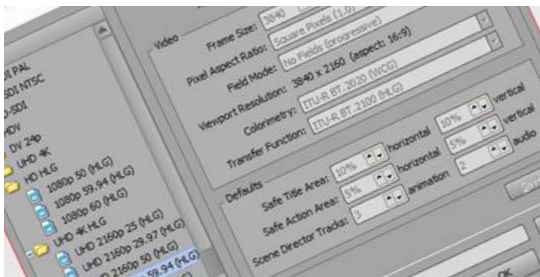 DI PAL
SDI NTSC
D-SDI
HDV
DV 24p
UHD 4K
HD HLG
1080p 50 (HLG)
1080p 59.94 (HLG)
1080p 60 (HLG)
UHD 4K HLG
UHD 2160p 25 (HLG)
UHD 2160p 29.97 (HLG)
UHD 2160p 50 (HLG)
59.94 (HLG)
Video
Frame Size: 3840
Pixel Aspect Ratio: Square Pixels (1.0)
Field Mode: No Fields (progressive)
Viewport Resolution: 3840 x 2160 (aspect: 16:9)
Colorimetry: ITU-R BT.2020 (WCG)
Transfer Function: ITU-R BT.2100 (HLG)
Defaults
Safe Title Area: 10% horizontal 10% vertical
Safe Action Area: 5% horizontal 5% vertical
Scene Director Tracks: 3 animation 2 audio
OK